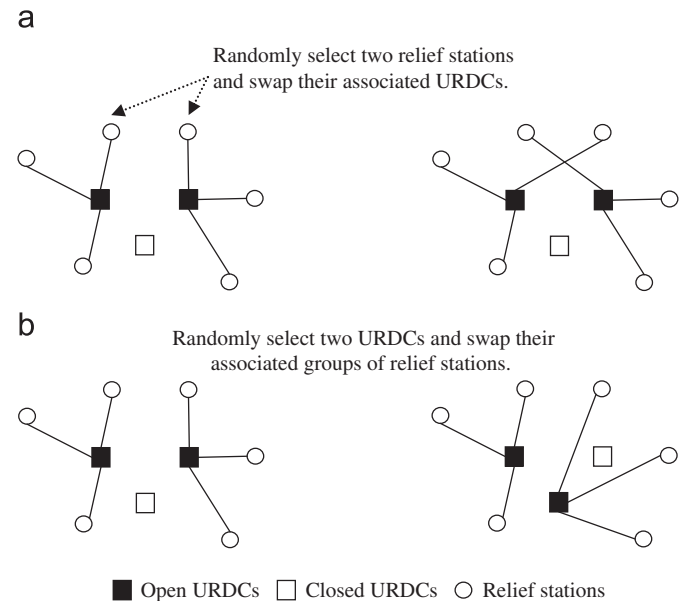 a
Randomly select two relief stations
and swap their associated URDCs.
b
Randomly select two URDCs and swap their
associated groups of relief stations.
Open URDCs Closed URDCs Relief stations